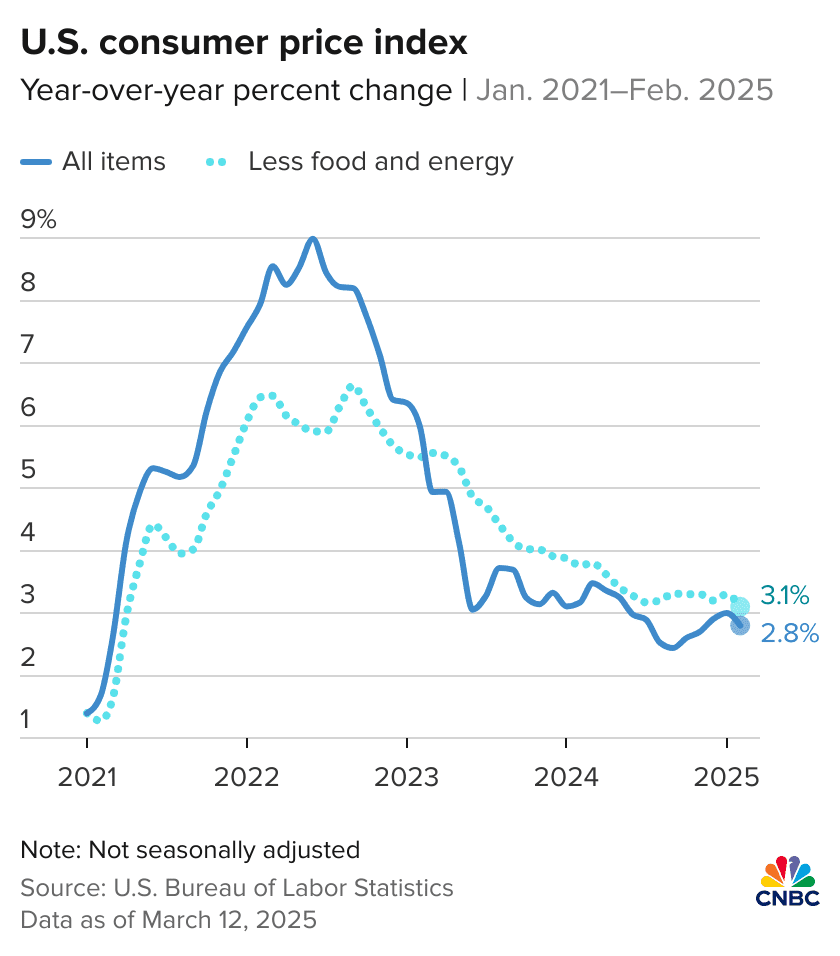 U.S. consumer price index
Year-over-year percent change | Jan. 2021–Feb. 2025
All items Less food and energy
9%
8
7
6
5
4
3
3.1%
2.8%
2
1
2021 2022 2023 2024 2025
Note: Not seasonally adjusted
Source: U.S. Bureau of Labor Statistics
Data as of March 12, 2025
CNBC